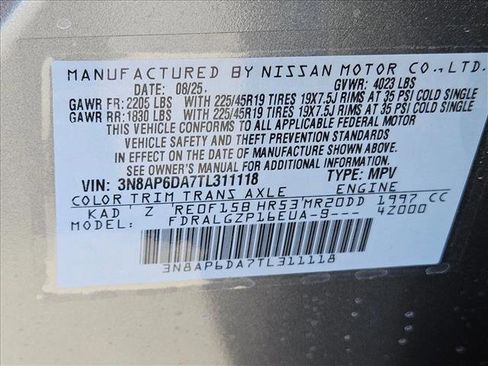 MANUFACTURED BY NISSAN MOTOR CO., LTD.
DATE: 08/25, GVWR: 4023 LBS
GAWR FR: 2205 LBS WITH 225/45R19 TIRES 19X7.5J RIMS AT 35 PSI COLD SINGLE
GAWR RR: 1830 LBS WITH 225/45R19 TIRES 19X7.5J RIMS AT 35 PSI COLD SINGLE
THIS VEHICLE CONFORMS TO ALL APPLICABLE FEDERAL MOTOR
VEHICLE SAFETY AND THEFT PREVENTION STANDARDS
IN EFFECT ON THE DATE OF MANUFACTURE SHOWN ABOVE.
SEE OWNER'S MANUAL FOR ADDITIONAL INFORMATION.
VIN: 3N8AP6DA7TL311118 TYPE: MPV
COLOR TRIM TRANS AXLE ENGINE
KAD Z RE0F15B HR53 MR20DD 1997 CC
MODEL: FDRALGZP16EUA-9--- 4Z000
3N8AP6DA7TL311118